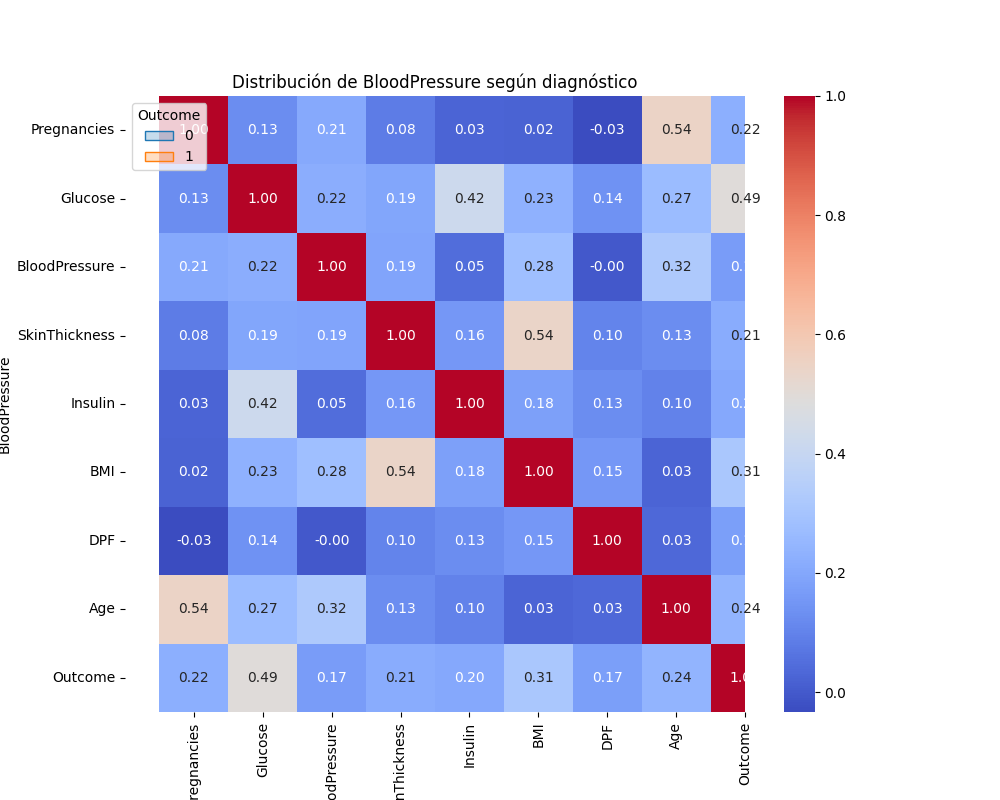 Distribución de BloodPressure según diagnóstico
Outcome
0
1
Pregnancies 1.00 0.13 0.21 0.08 0.03 0.02 -0.03 0.54 0.22
Glucose 0.13 1.00 0.22 0.19 0.42 0.23 0.14 0.27 0.49
BloodPressure 0.21 0.22 1.00 0.19 0.05 0.28 -0.00 0.32 0.
SkinThickness 0.08 0.19 0.19 1.00 0.16 0.54 0.10 0.13 0.21
Insulin 0.03 0.42 0.05 0.16 1.00 0.18 0.13 0.10 0.
BMI 0.02 0.23 0.28 0.54 0.18 1.00 0.15 0.03 0.31
DPF -0.03 0.14 -0.00 0.10 0.13 0.15 1.00 0.03 0.
Age 0.54 0.27 0.32 0.13 0.10 0.03 0.03 1.00 0.24
Outcome 0.22 0.49 0.17 0.21 0.20 0.31 0.17 0.24 1.0
BloodPressure
regnancies
Glucose
odPressure
nThickness
Insulin
BMI
DPF
Age
Outcome
1.0
0.8
0.6
0.4
0.2
0.0